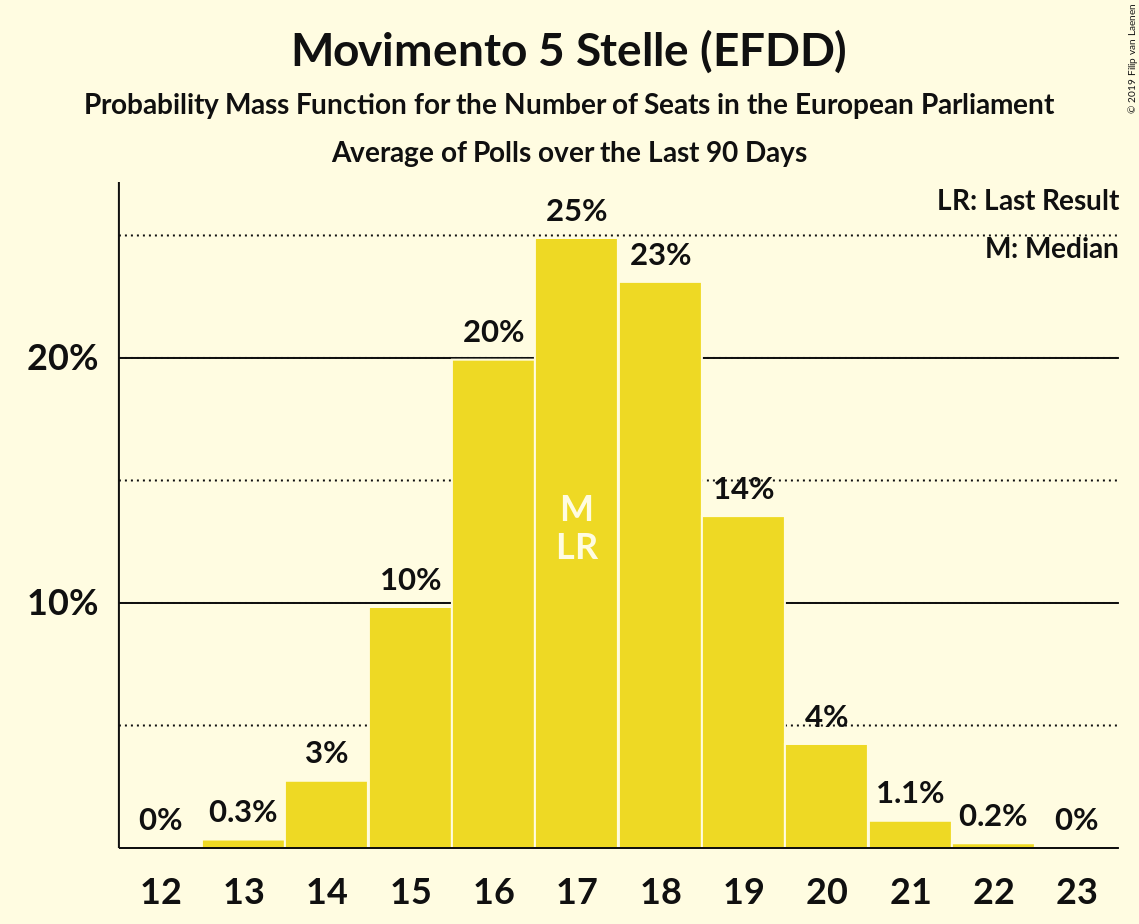 Movimento 5 Stelle (EFDD)
Probability Mass Function for the Number of Seats in the European Parliament
Average of Polls over the Last 90 Days
© 2019 Filip van Laenen
LR: Last Result
M: Median
20%
10%
0%
0.3%
3%
10%
20%
25%
23%
14%
4%
1.1%
0.2%
0%
M
LR
12 13 14 15 16 17 18 19 20 21 22 23